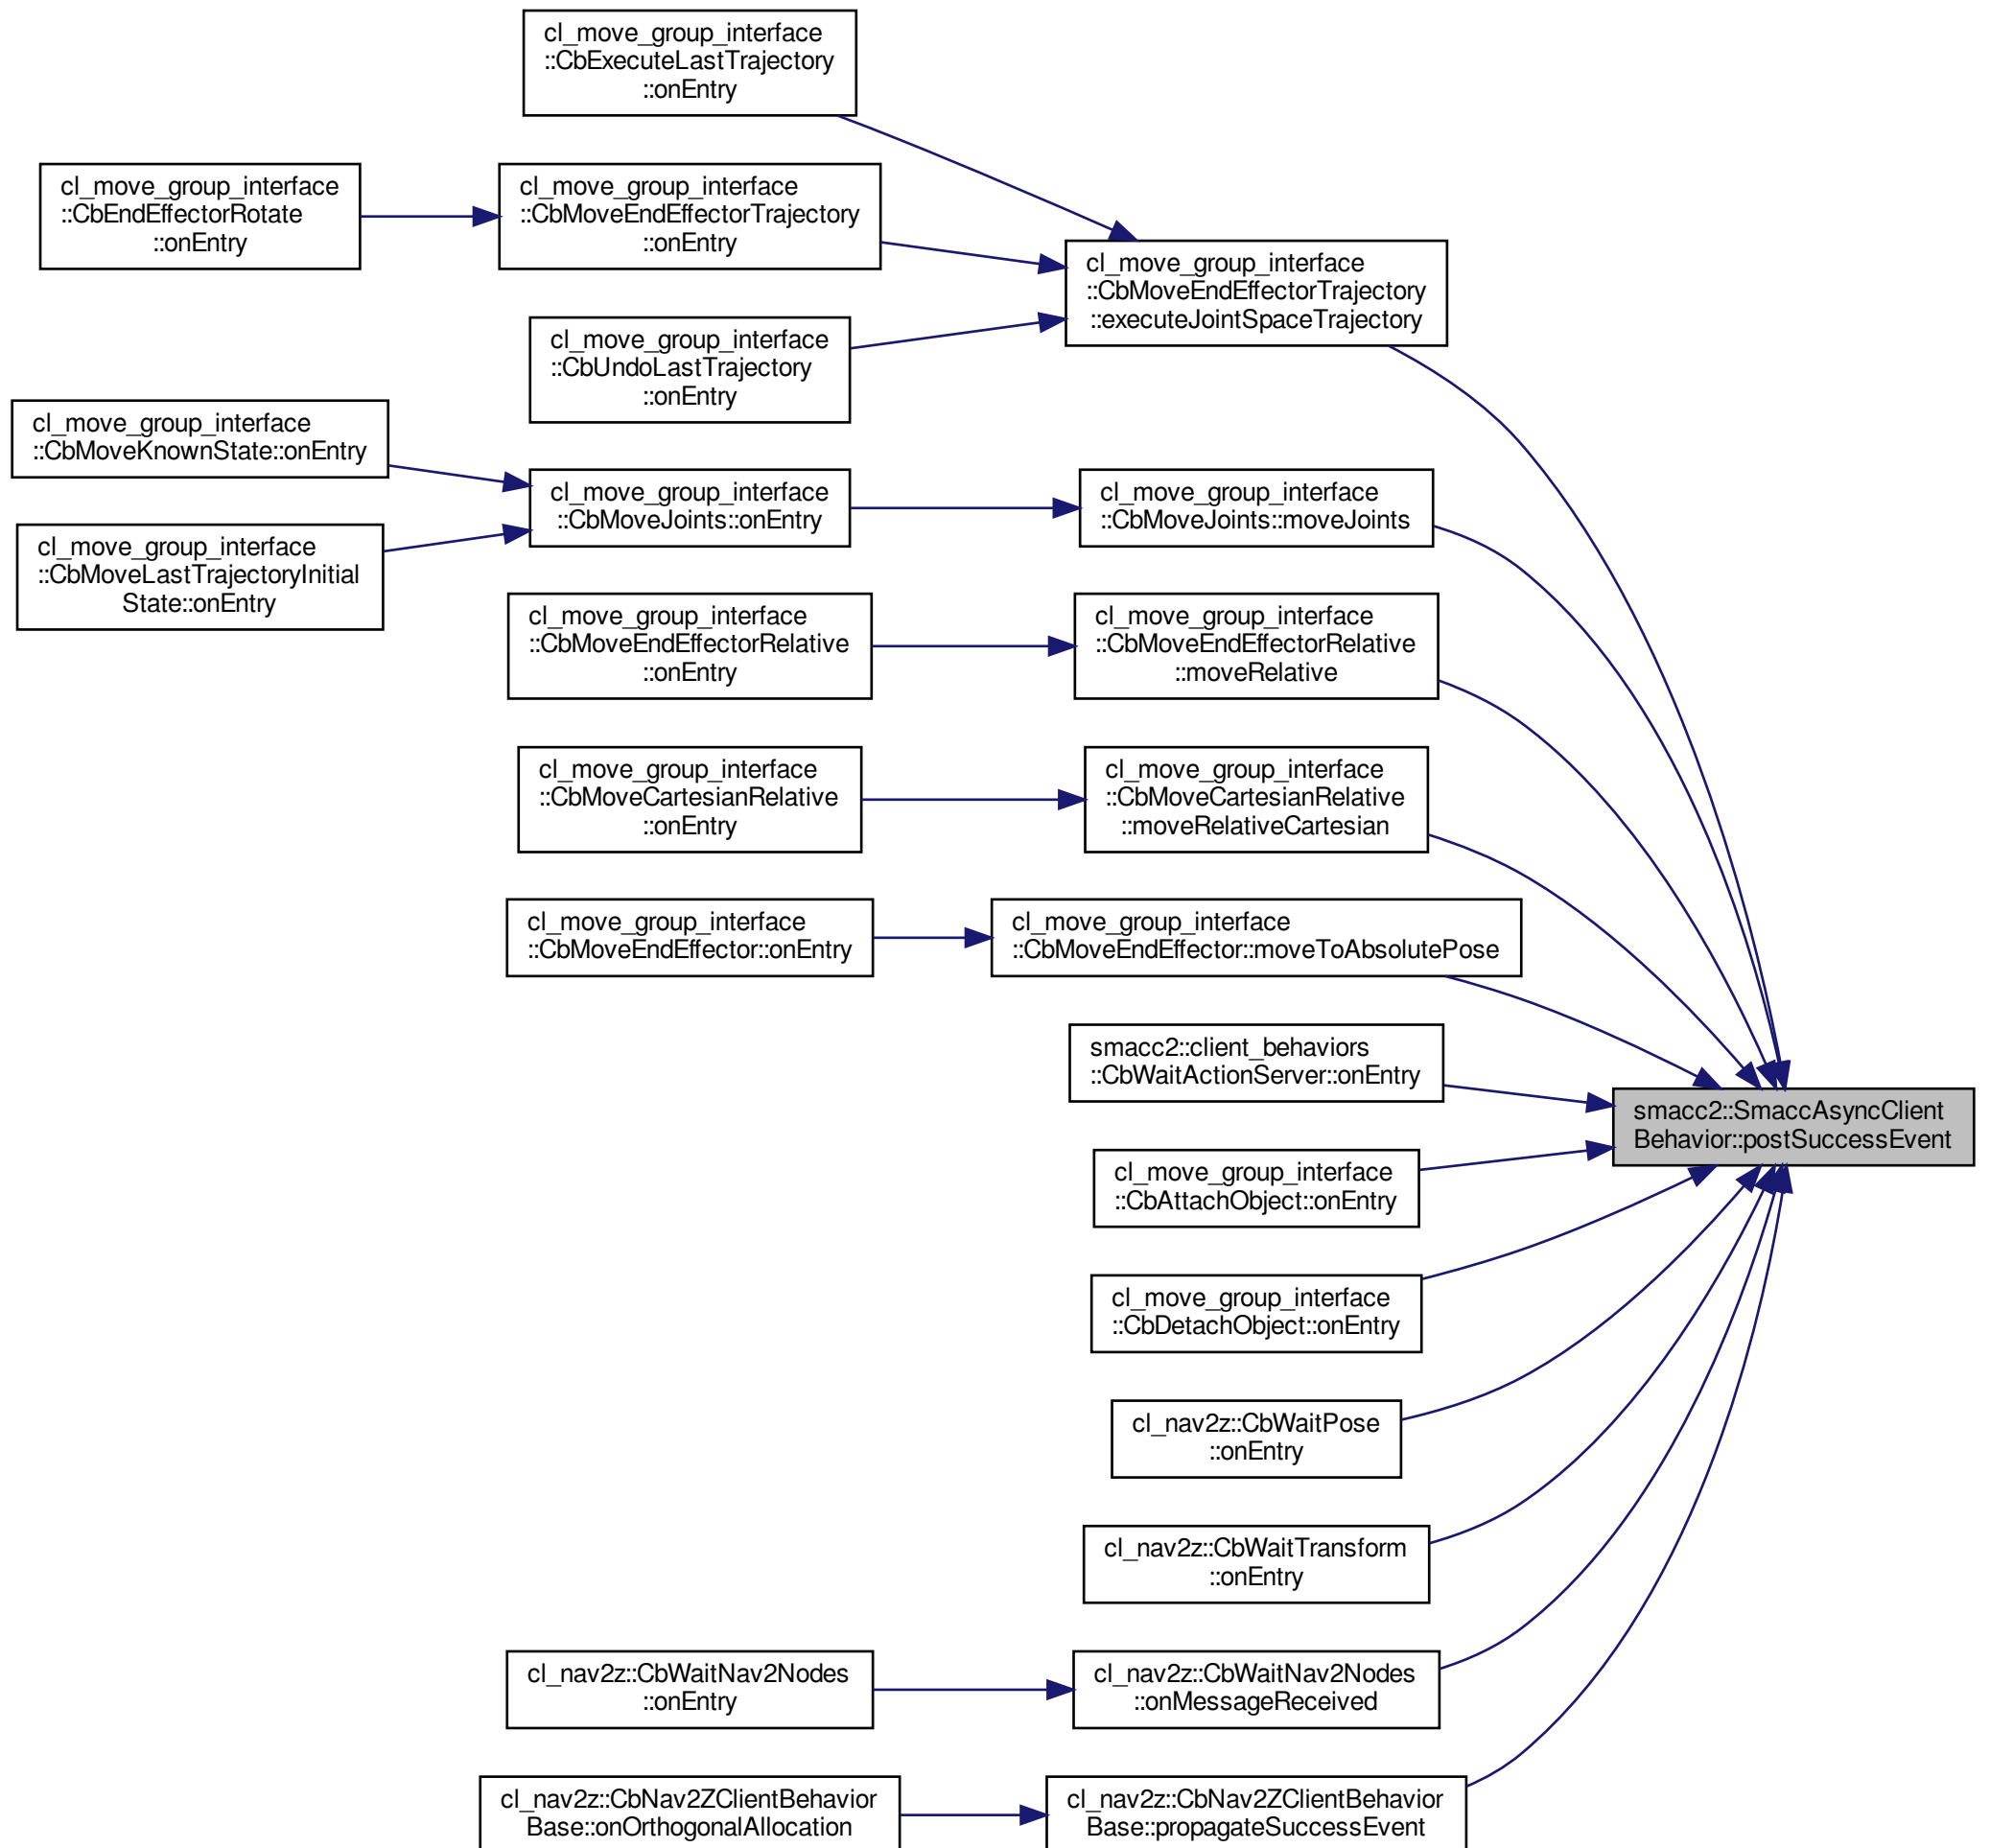 cl_move_group_interface
::CbExecuteLastTrajectory
::onEntry
cl_move_group_interface
::CbEndEffectorRotate
::onEntry
cl_move_group_interface
::CbMoveEndEffectorTrajectory
::onEntry
cl_move_group_interface
::CbMoveEndEffectorTrajectory
::executeJointSpaceTrajectory
cl_move_group_interface
::CbUndoLastTrajectory
::onEntry
cl_move_group_interface
::CbMoveKnownState::onEntry
cl_move_group_interface
::CbMoveJoints::onEntry
cl_move_group_interface
::CbMoveJoints::moveJoints
cl_move_group_interface
::CbMoveLastTrajectoryInitial
State::onEntry
cl_move_group_interface
::CbMoveEndEffectorRelative
::onEntry
cl_move_group_interface
::CbMoveEndEffectorRelative
::moveRelative
cl_move_group_interface
::CbMoveCartesianRelative
::onEntry
cl_move_group_interface
::CbMoveCartesianRelative
::moveRelativeCartesian
cl_move_group_interface
::CbMoveEndEffector::onEntry
cl_move_group_interface
::CbMoveEndEffector::moveToAbsolutePose
smacc2::client_behaviors
::CbWaitActionServer::onEntry
smacc2::SmaccAsyncClient
Behavior::postSuccessEvent
cl_move_group_interface
::CbAttachObject::onEntry
cl_move_group_interface
::CbDetachObject::onEntry
cl_nav2z::CbWaitPose
::onEntry
cl_nav2z::CbWaitTransform
::onEntry
cl_nav2z::CbWaitNav2Nodes
::onEntry
cl_nav2z::CbWaitNav2Nodes
::onMessageReceived
cl_nav2z::CbNav2ZClientBehavior
Base::onOrthogonalAllocation
cl_nav2z::CbNav2ZClientBehavior
Base::propagateSuccessEvent